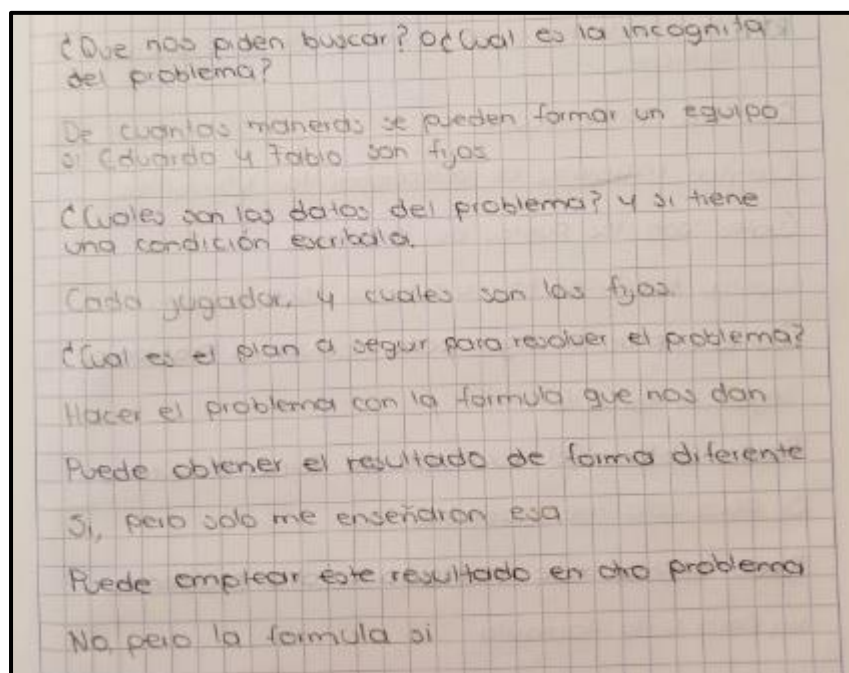 ¿Que nos piden buscar? o ¿Cual es la incognita
del problema?
De cuantas maneras se pueden formar un equipo
si Eduardo y Fabio son fijos
¿Cuales son los datos del problema? y si tiene
una condición escribala.
Cada jugador, y cuales son los fijos.
¿Cual es el plan a seguir para resolver el problema?
Hacer el problema con la formula que nos dan
Puede obtener el resultado de forma diferente
Si, pero solo me enseñaron esa
Puede emplear este resultado en otro problema
No pero la formula si